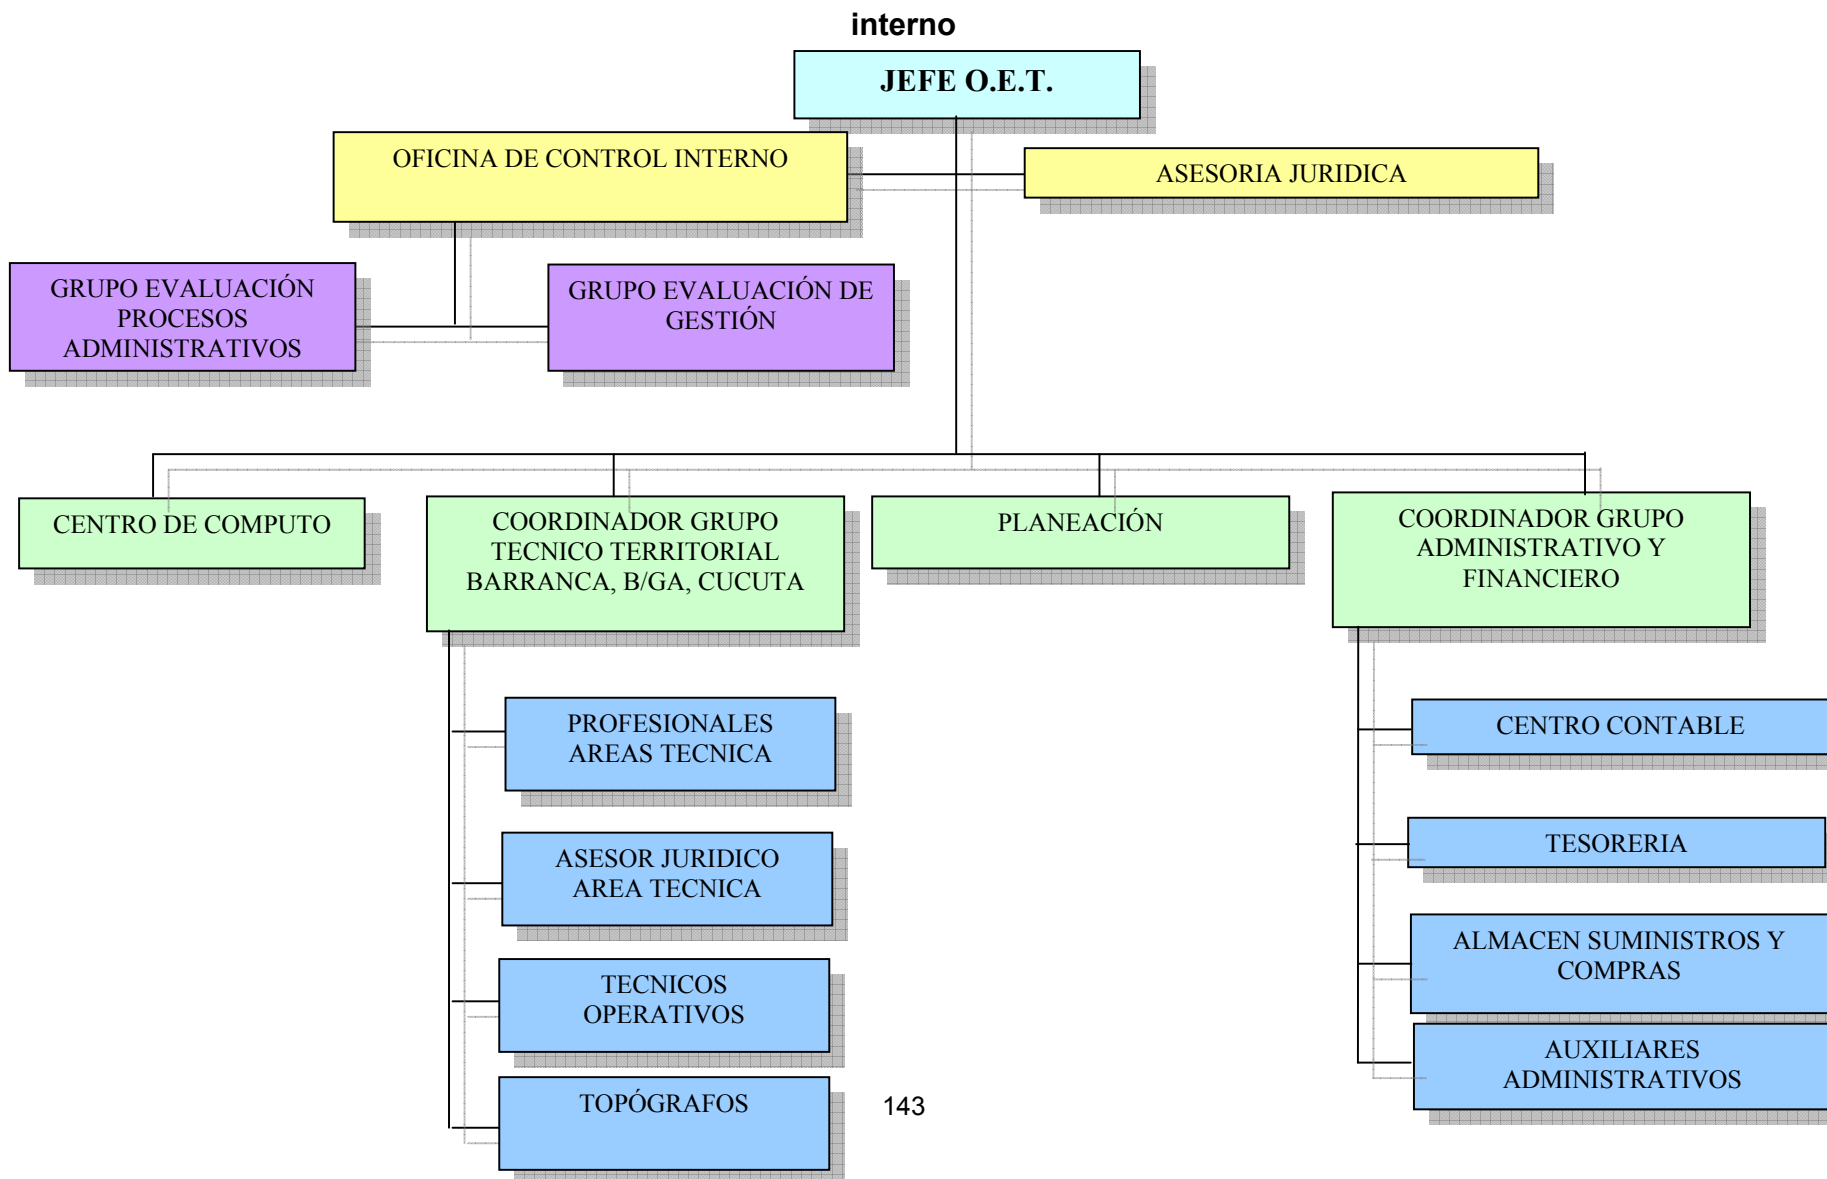 interno
JEFE O.E.T.
OFICINA DE CONTROL INTERNO
ASESORIA JURIDICA
GRUPO EVALUACIÓN
PROCESOS
ADMINISTRATIVOS
GRUPO EVALUACIÓN DE
GESTIÓN
CENTRO DE COMPUTO
COORDINADOR GRUPO
TECNICO TERRITORIAL
BARRANCA, B/GA, CUCUTA
PLANEACIÓN
COORDINADOR GRUPO
ADMINISTRATIVO Y
FINANCIERO
PROFESIONALES
AREAS TECNICA
ASESOR JURIDICO
AREA TECNICA
TECNICOS
OPERATIVOS
TOPÓGRAFOS
CENTRO CONTABLE
TESORERIA
ALMACEN SUMINISTROS Y
COMPRAS
AUXILIARES
ADMINISTRATIVOS
143